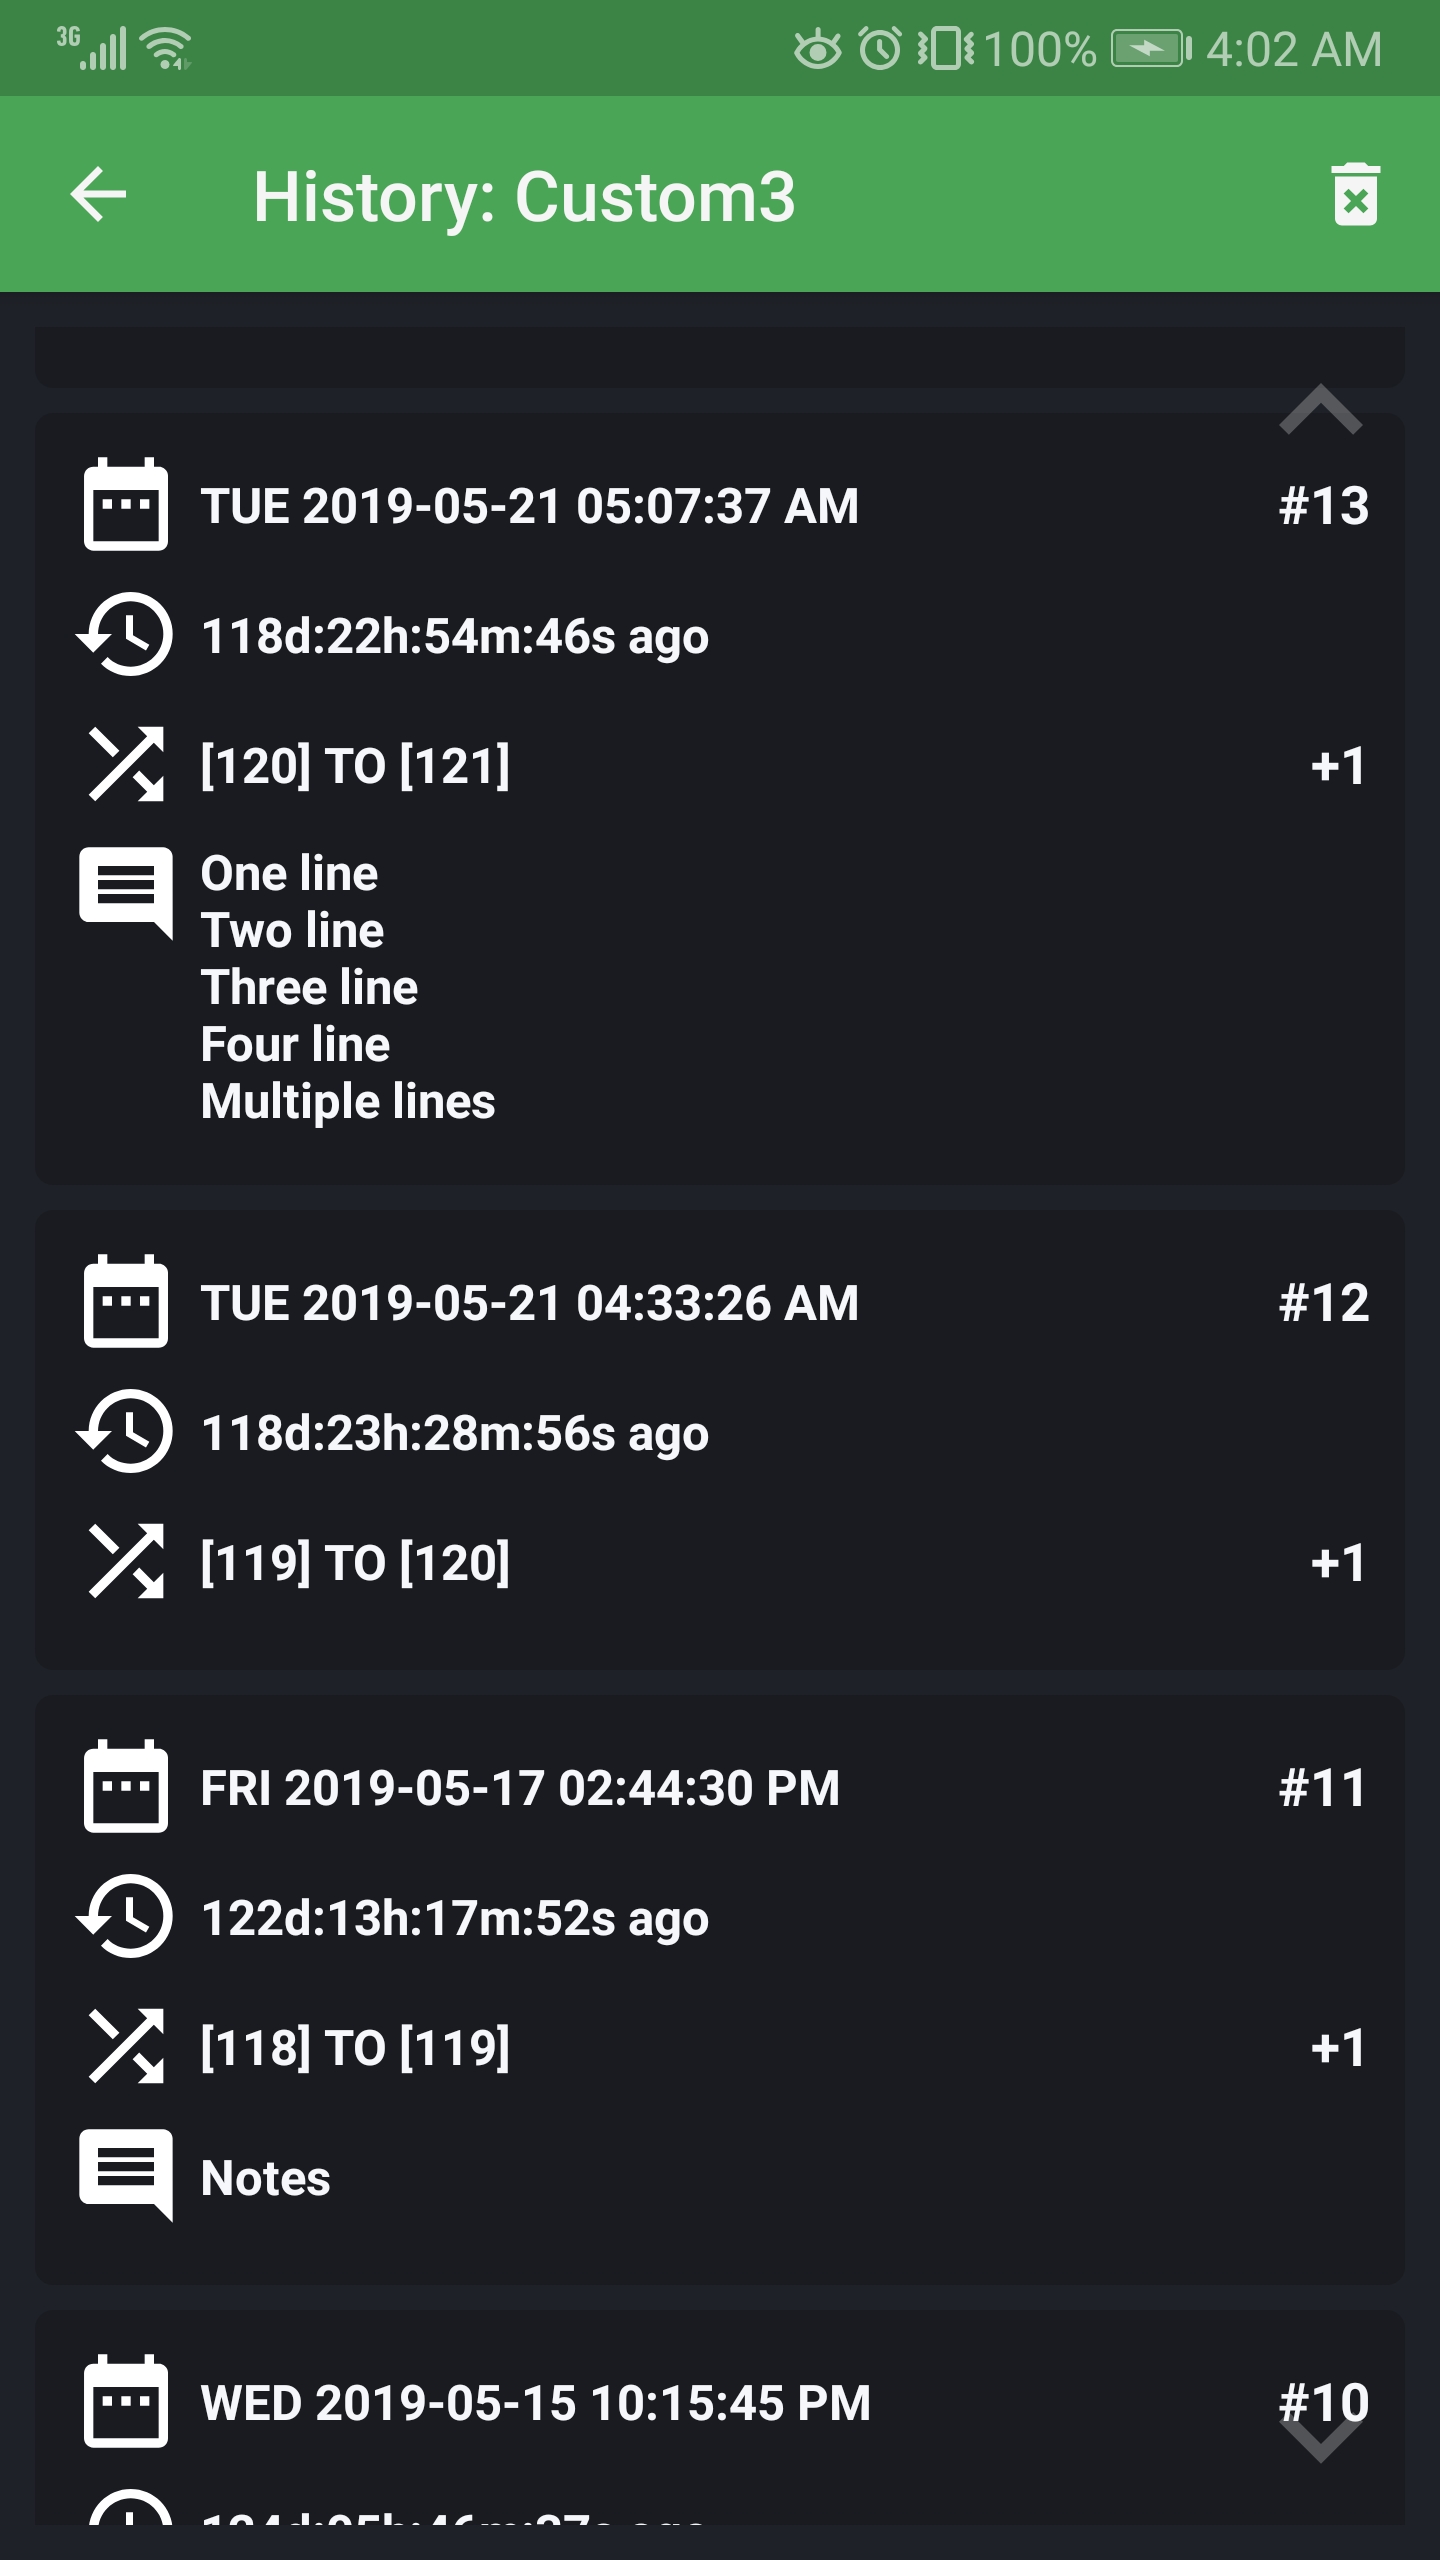 3G 100% 4:02 AM
History: Custom3
TUE 2019-05-21 05:07:37 AM #13
118d:22h:54m:46s ago
[120] TO [121] +1
One line
Two line
Three line
Four line
Multiple lines
TUE 2019-05-21 04:33:26 AM #12
118d:23h:28m:56s ago
[119] TO [120] +1
FRI 2019-05-17 02:44:30 PM #11
122d:13h:17m:52s ago
[118] TO [119] +1
Notes
WED 2019-05-15 10:15:45 PM #10